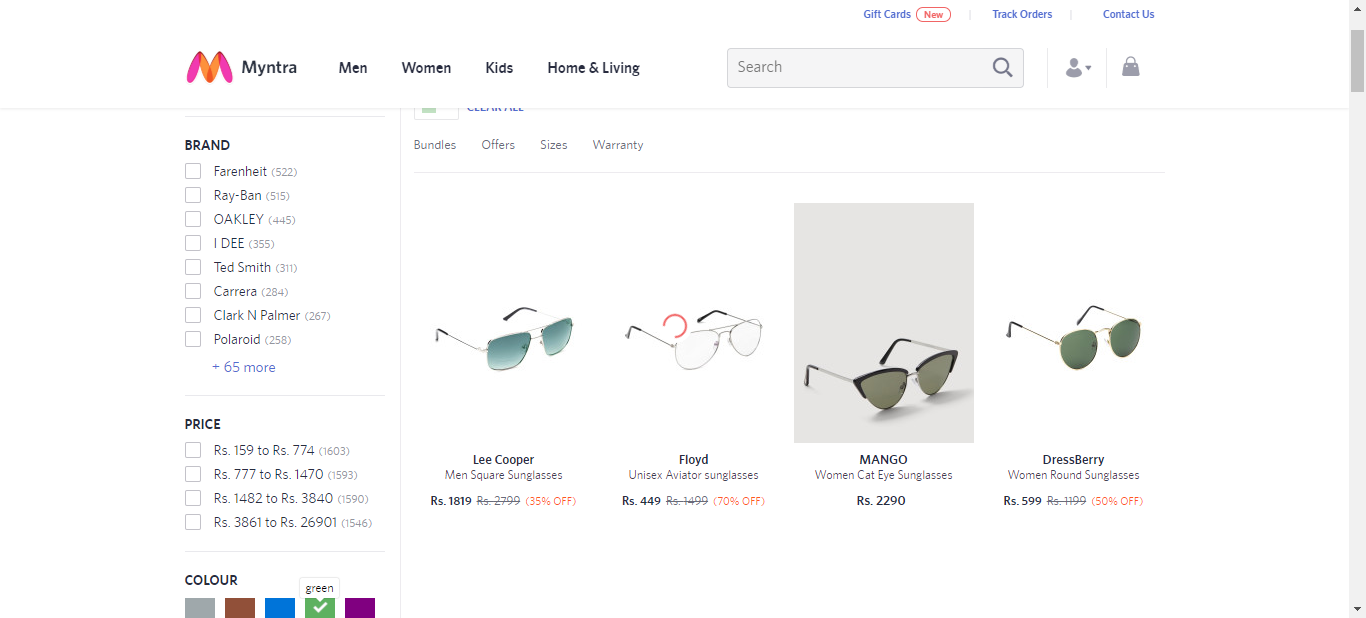 Gift Cards New Track Orders Contact Us
Myntra Men Women Kids Home & Living Search
CLEAR ALL
Bundles Offers Sizes Warranty
BRAND
Farenheit (522)
Ray-Ban (515)
OAKLEY (445)
I DEE (355)
Ted Smith (311)
Carrera (284)
Clark N Palmer (267)
Polaroid (258)
+ 65 more
PRICE
Rs. 159 to Rs. 774 (1603)
Rs. 777 to Rs. 1470 (1593)
Rs. 1482 to Rs. 3840 (1590)
Rs. 3861 to Rs. 26901 (1546)
COLOUR
green
Lee Cooper
Men Square Sunglasses
Rs. 1819 Rs. 2799 (35% OFF)
Floyd
Unisex Aviator sunglasses
Rs. 449 Rs. 1499 (70% OFF)
MANGO
Women Cat Eye Sunglasses
Rs. 2290
DressBerry
Women Round Sunglasses
Rs. 599 Rs. 1199 (50% OFF)